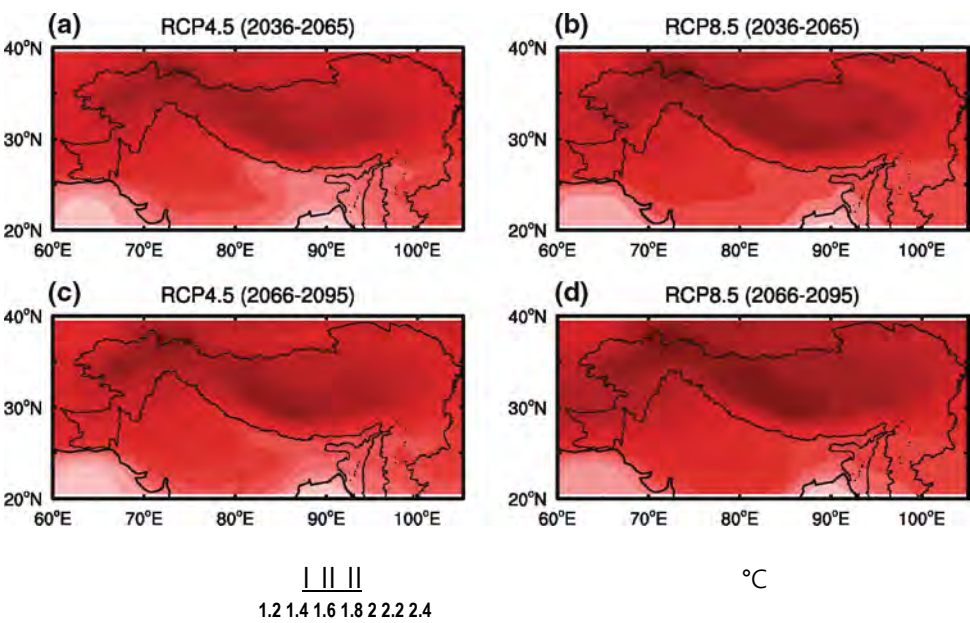 (a) RCP4.5 (2036-2065)
(b) RCP8.5 (2036-2065)
40°N
30°N
20°N
60°E 70°E 80°E 90°E 100°E
60°E 70°E 80°E 90°E 100°E
(c) RCP4.5 (2066-2095)
(d) RCP8.5 (2066-2095)
40°N
30°N
20°N
60°E 70°E 80°E 90°E 100°E
60°E 70°E 80°E 90°E 100°E
40°N
30°N
20°N
40°N
30°N
20°N
°C
1.2 1.4 1.6 1.8 2 2.2 2.4